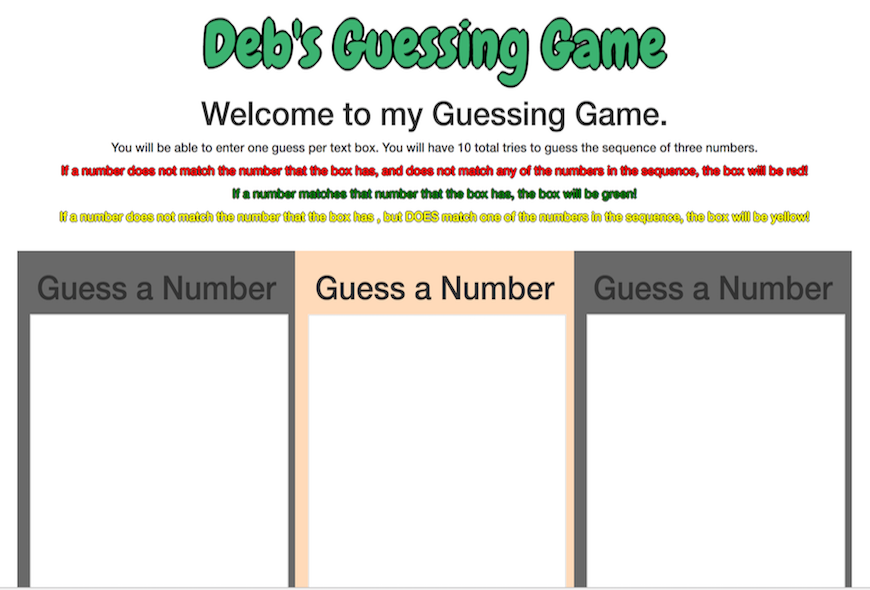 Deb's Guessing Game
Welcome to my Guessing Game.
You will be able to enter one guess per text box. You will have 10 total tries to guess the sequence of three numbers.
If a number does not match the number that the box has, and does not match any of the numbers in the sequence, the box will be red!
If a number matches that number that the box has, the box will be green!
If a number does not match the number that the box has , but DOES match one of the numbers in the sequence, the box will be yellow!
Guess a Number
Guess a Number
Guess a Number